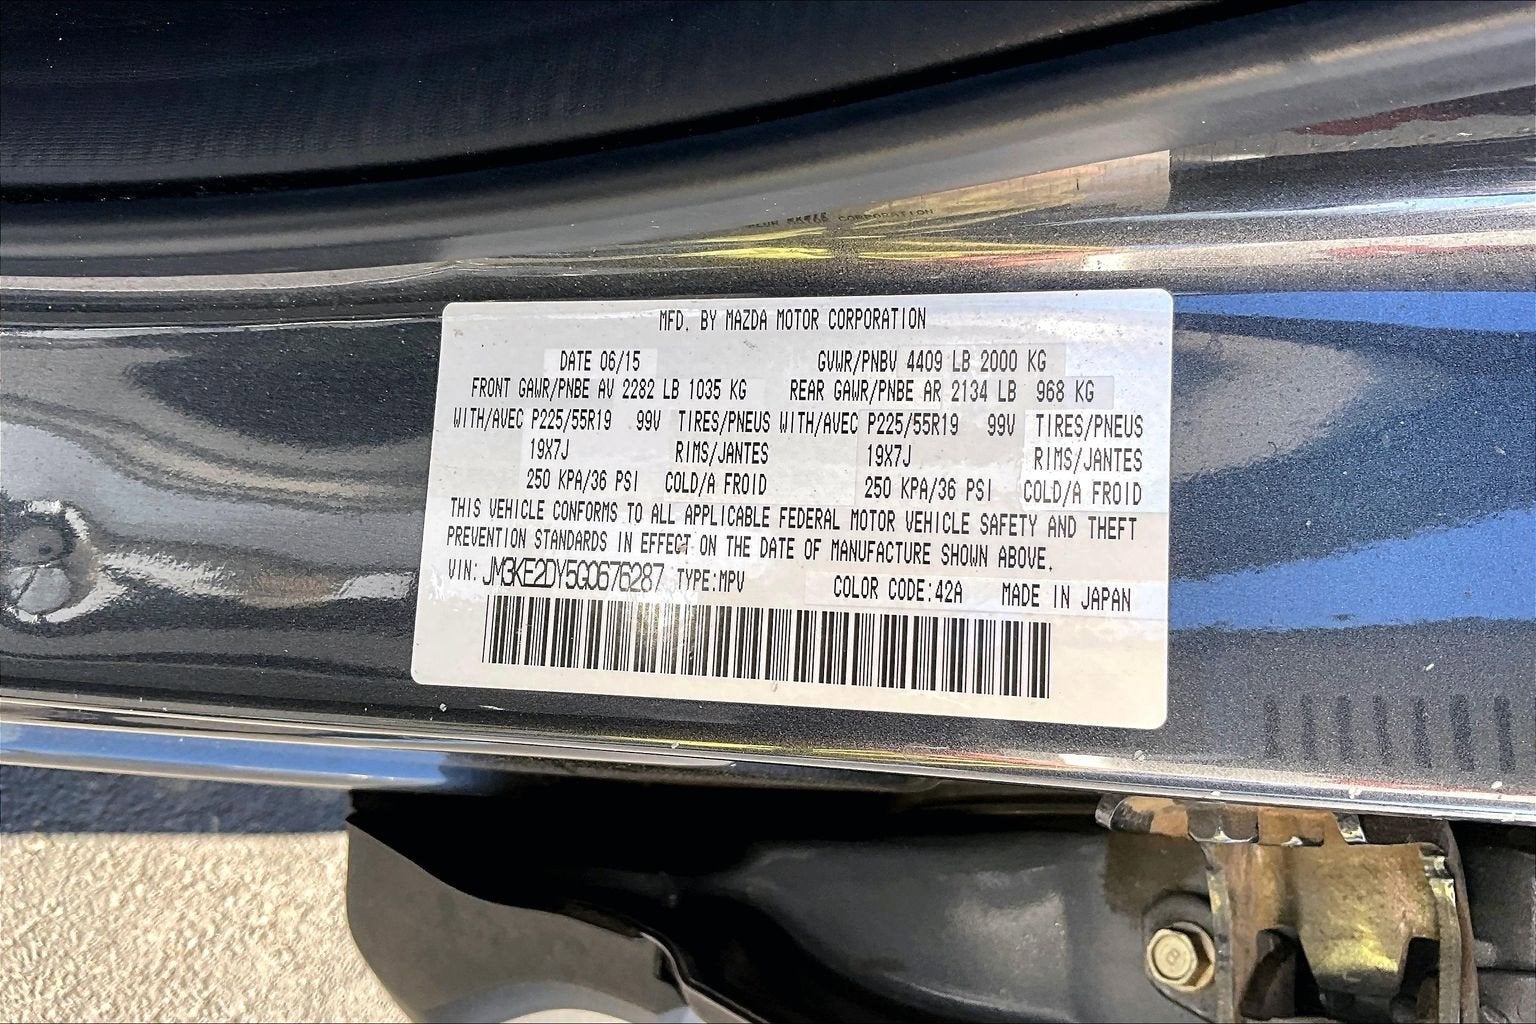 MFD. BY MAZDA MOTOR CORPORATION
DATE 06/15 GVWR/PNBV 4409 LB 2000 KG
FRONT GAWR/PNBE AV 2282 LB 1035 KG REAR GAWR/PNBE AR 2134 LB 968 KG
WITH/AVEC P225/55R19 99V TIRES/PNEUS WITH/AVEC P225/55R19 99V TIRES/PNEUS
19X7J RIMS/JANTES 19X7J RIMS/JANTES
250 KPA/36 PSI COLD/A FROID 250 KPA/36 PSI COLD/A FROID
THIS VEHICLE CONFORMS TO ALL APPLICABLE FEDERAL MOTOR VEHICLE SAFETY AND THEFT
PREVENTION STANDARDS IN EFFECT ON THE DATE OF MANUFACTURE SHOWN ABOVE.
VIN: JM3KE2DY5G0676287 TYPE:MPV COLOR CODE:42A MADE IN JAPAN